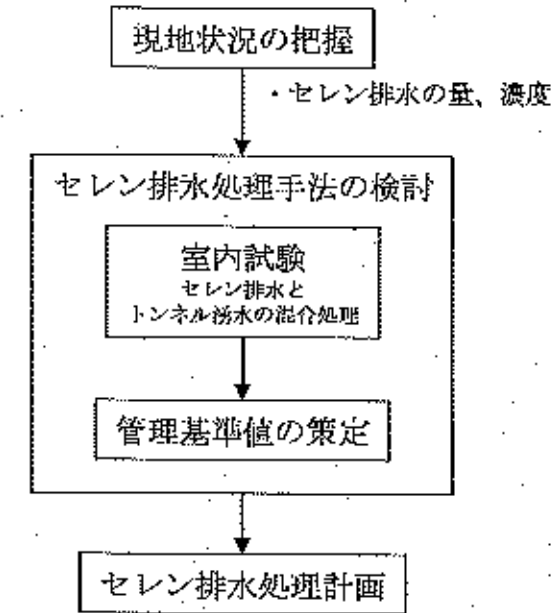 現地状況の把握
・セレン排水の量、濃度
セレン排水処理手法の検討
室内試験
セレン排水と
トンネル湧水の混合処理
管理基準値の策定
セレン排水処理計画